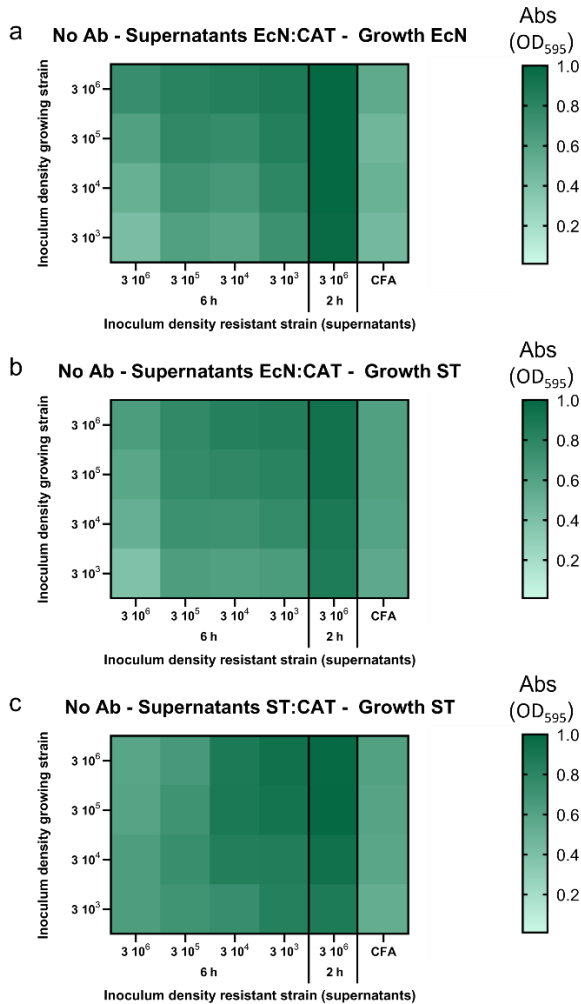 a
No Ab - Supernatants EcN:CAT - Growth EcN
Abs
(OD₅₉₅)
Inoculum density growing strain
3 10⁶
3 10⁵
3 10⁴
3 10³
3 10⁶ 3 10⁵ 3 10⁴ 3 10³ 3 10⁶ CFA
6 h 2 h
Inoculum density resistant strain (supernatants)
1.0
0.8
0.6
0.4
0.2
b
No Ab - Supernatants EcN:CAT - Growth ST
Abs
(OD₅₉₅)
Inoculum density growing strain
3 10⁶
3 10⁵
3 10⁴
3 10³
3 10⁶ 3 10⁵ 3 10⁴ 3 10³ 3 10⁶ CFA
6 h 2 h
Inoculum density resistant strain (supernatants)
1.0
0.8
0.6
0.4
0.2
c
No Ab - Supernatants ST:CAT - Growth ST
Abs
(OD₅₉₅)
Inoculum density growing strain
3 10⁶
3 10⁵
3 10⁴
3 10³
3 10⁶ 3 10⁵ 3 10⁴ 3 10³ 3 10⁶ CFA
6 h 2 h
Inoculum density resistant strain (supernatants)
1.0
0.8
0.6
0.4
0.2